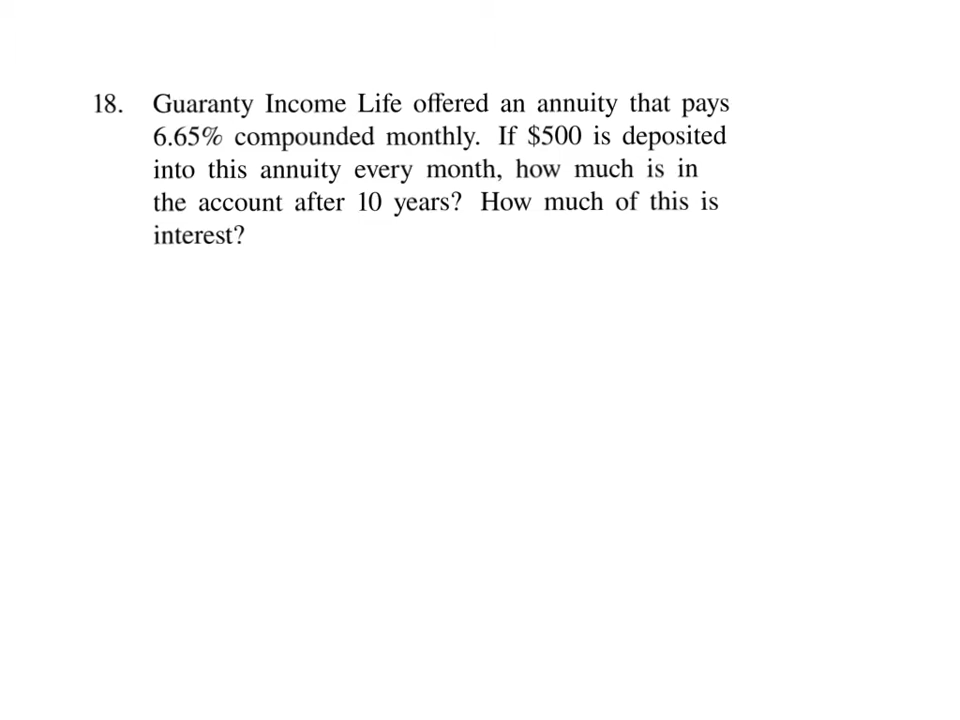 18. Guaranty Income Life offered an annuity that pays
6.65% compounded monthly. If $500 is deposited
into this annuity every month, how much is in
the account after 10 years? How much of this is
interest?